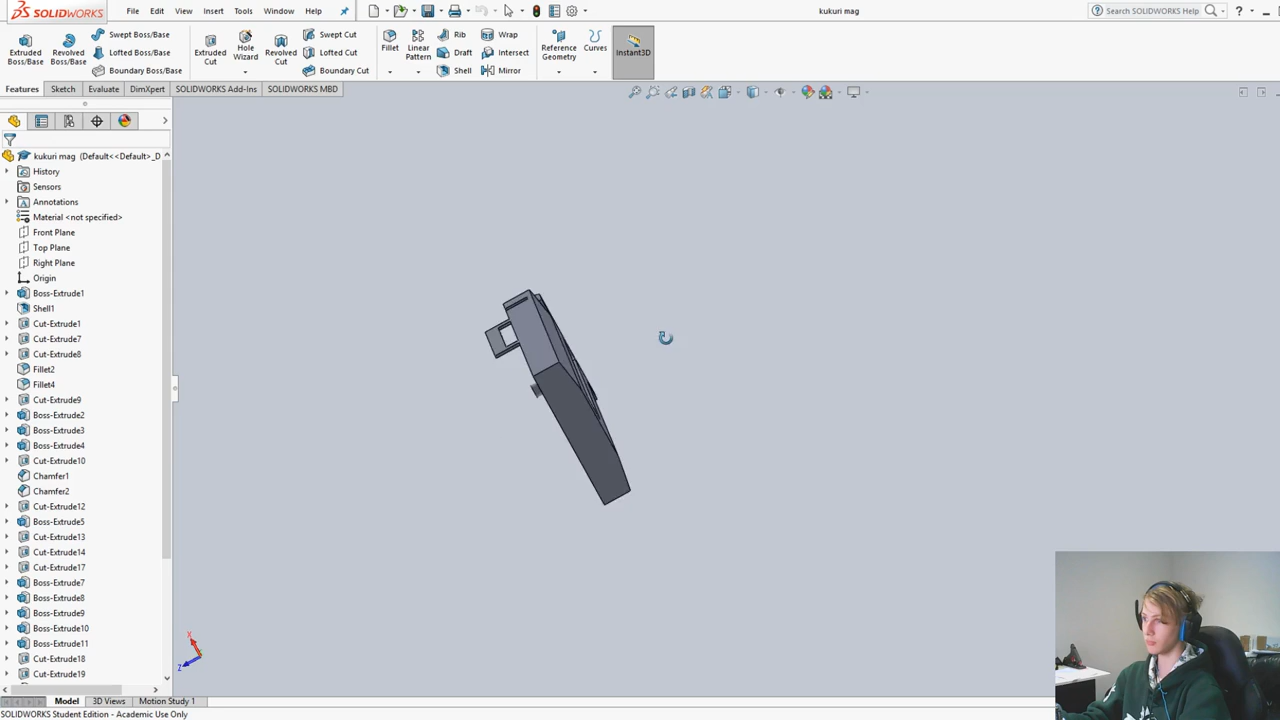 SOLIDWORKS File Edit View Insert Tools Window Help kukuri mag Search SOLIDWORKS Help ?
Extruded Boss/Base
Revolved Boss/Base
Swept Boss/Base
Lofted Boss/Base
Boundary Boss/Base
Extruded Cut
Hole Wizard
Revolved Cut
Swept Cut
Lofted Cut
Boundary Cut
Fillet
Linear Pattern
Rib
Draft
Shell
Wrap
Intersect
Mirror
Reference Geometry
Curves
Instant3D
Features Sketch Evaluate DimXpert SOLIDWORKS Add-Ins SOLIDWORKS MBD
kukuri mag (Default<<Default>_D
History
Sensors
Annotations
Material <not specified>
Front Plane
Top Plane
Right Plane
Origin
Boss-Extrude1
Shell1
Cut-Extrude1
Cut-Extrude7
Cut-Extrude8
Fillet2
Fillet4
Cut-Extrude9
Boss-Extrude2
Boss-Extrude3
Boss-Extrude4
Cut-Extrude10
Chamfer1
Chamfer2
Cut-Extrude12
Boss-Extrude5
Cut-Extrude13
Cut-Extrude14
Cut-Extrude17
Boss-Extrude7
Boss-Extrude8
Boss-Extrude9
Boss-Extrude10
Boss-Extrude11
Cut-Extrude18
Cut-Extrude19
X
Z
Model 3D Views Motion Study 1
SOLIDWORKS Student Edition - Academic Use Only